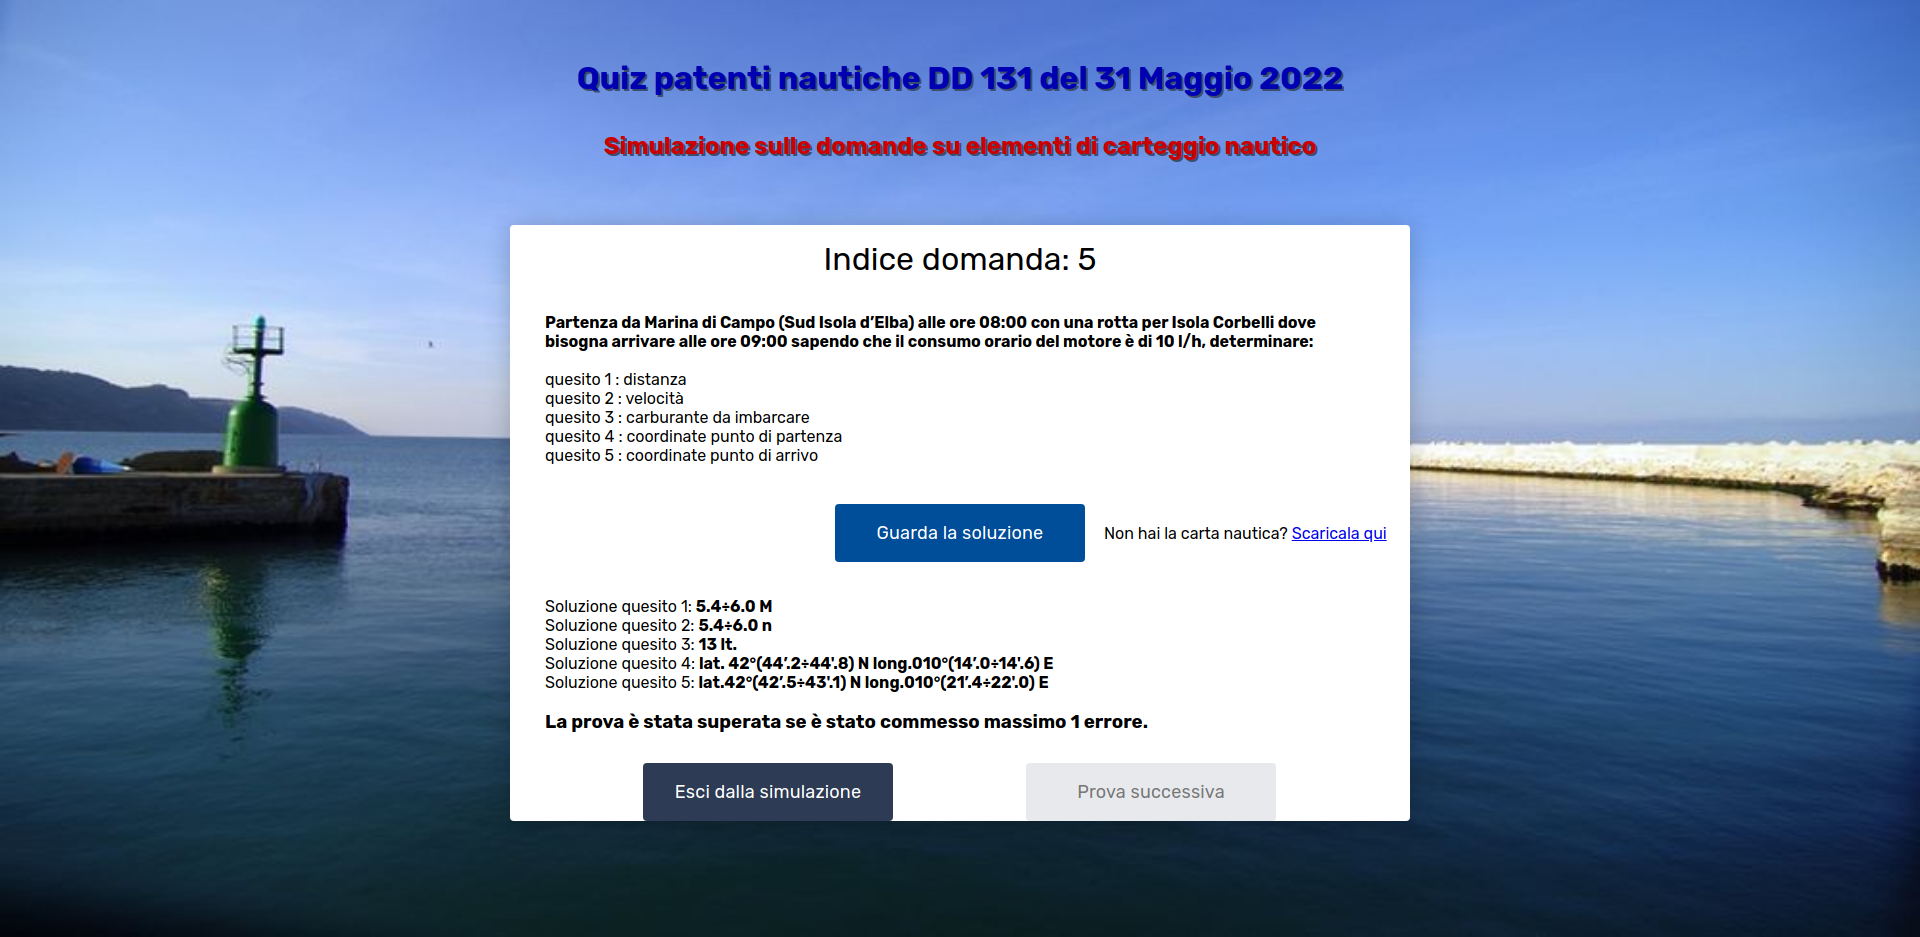 Quiz patenti nautiche DD 131 del 31 Maggio 2022
Simulazione sulle domande su elementi di carteggio nautico
Indice domanda: 5
Partenza da Marina di Campo (Sud Isola d’Elba) alle ore 08:00 con una rotta per Isola Corbelli dove
bisogna arrivare alle ore 09:00 sapendo che il consumo orario del motore è di 10 l/h, determinare:
quesito 1 : distanza
quesito 2 : velocità
quesito 3 : carburante da imbarcare
quesito 4 : coordinate punto di partenza
quesito 5 : coordinate punto di arrivo
Guarda la soluzione
Non hai la carta nautica? Scaricala qui
Soluzione quesito 1: 5.4÷6.0 M
Soluzione quesito 2: 5.4÷6.0 n
Soluzione quesito 3: 13 lt.
Soluzione quesito 4: lat. 42°(44’.2÷44'.8) N long.010°(14’.0÷14'.6) E
Soluzione quesito 5: lat.42°(42’.5÷43'.1) N long.010°(21’.4÷22'.0) E
La prova è stata superata se è stato commesso massimo 1 errore.
Esci dalla simulazione
Prova successiva